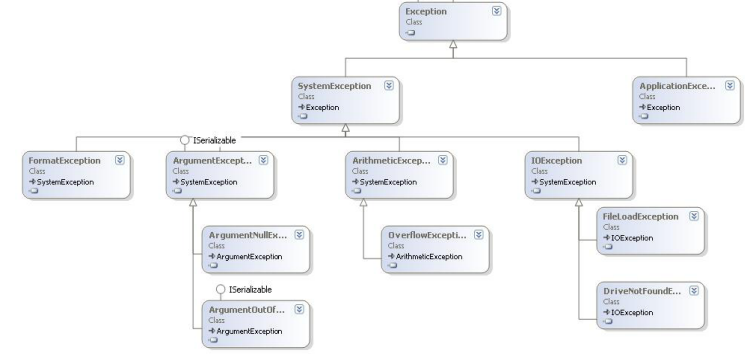 Exception
Class
SystemException
Class
Exception
ApplicationExce...
Class
Exception
ISerializable
FormatException
Class
SystemException
ArgumentExcept...
Class
SystemException
ArithmeticExcep...
Class
SystemException
IOException
Class
SystemException
ArgumentNullEx...
Class
ArgumentException
OverflowExcepti...
Class
ArithmeticException
FileLoadException
Class
IOException
ISerializable
ArgumentOutOf...
Class
ArgumentException
DriveNotFoundE...
Class
IOException